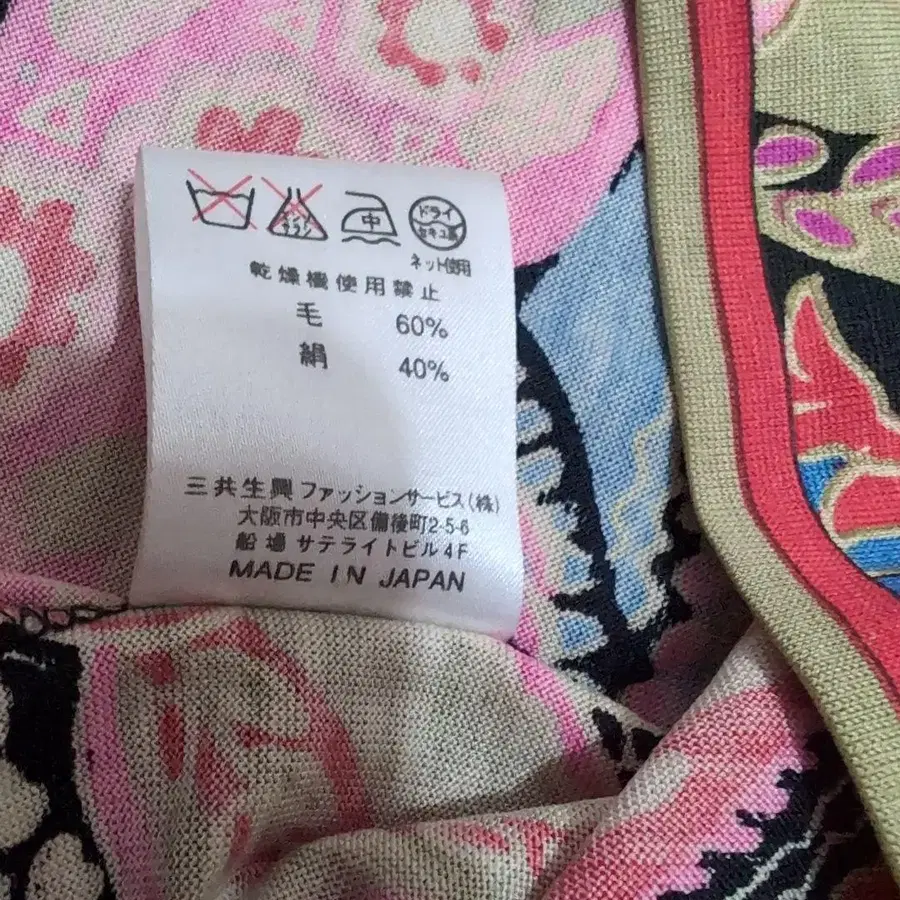 中 ドライ
セキユ系
ネット使用
乾燥機使用禁止
毛 60%
絹 40%
三共生興ファッションサービス(株)
大阪市中央区備後町2-5-6
船場 サテライトビル4F
MADE IN JAPAN